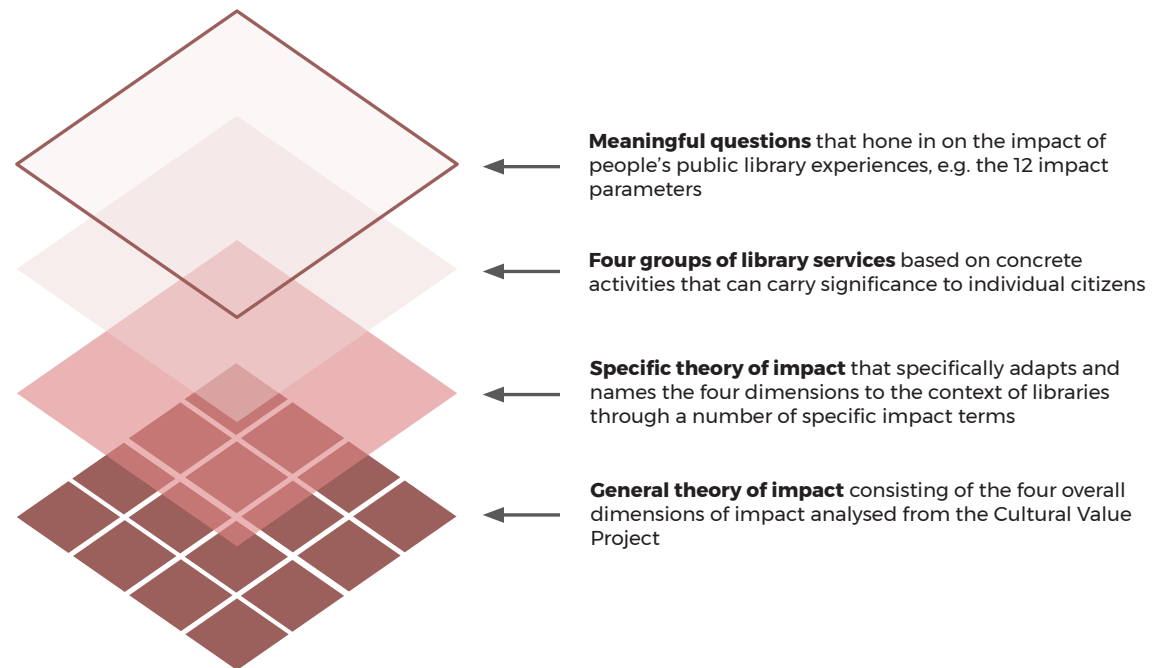 Meaningful questions that hone in on the impact of
people’s public library experiences, e.g. the 12 impact
parameters
Four groups of library services based on concrete
activities that can carry significance to individual citizens
Specific theory of impact that specifically adapts and
names the four dimensions to the context of libraries
through a number of specific impact terms
General theory of impact consisting of the four overall
dimensions of impact analysed from the Cultural Value
Project